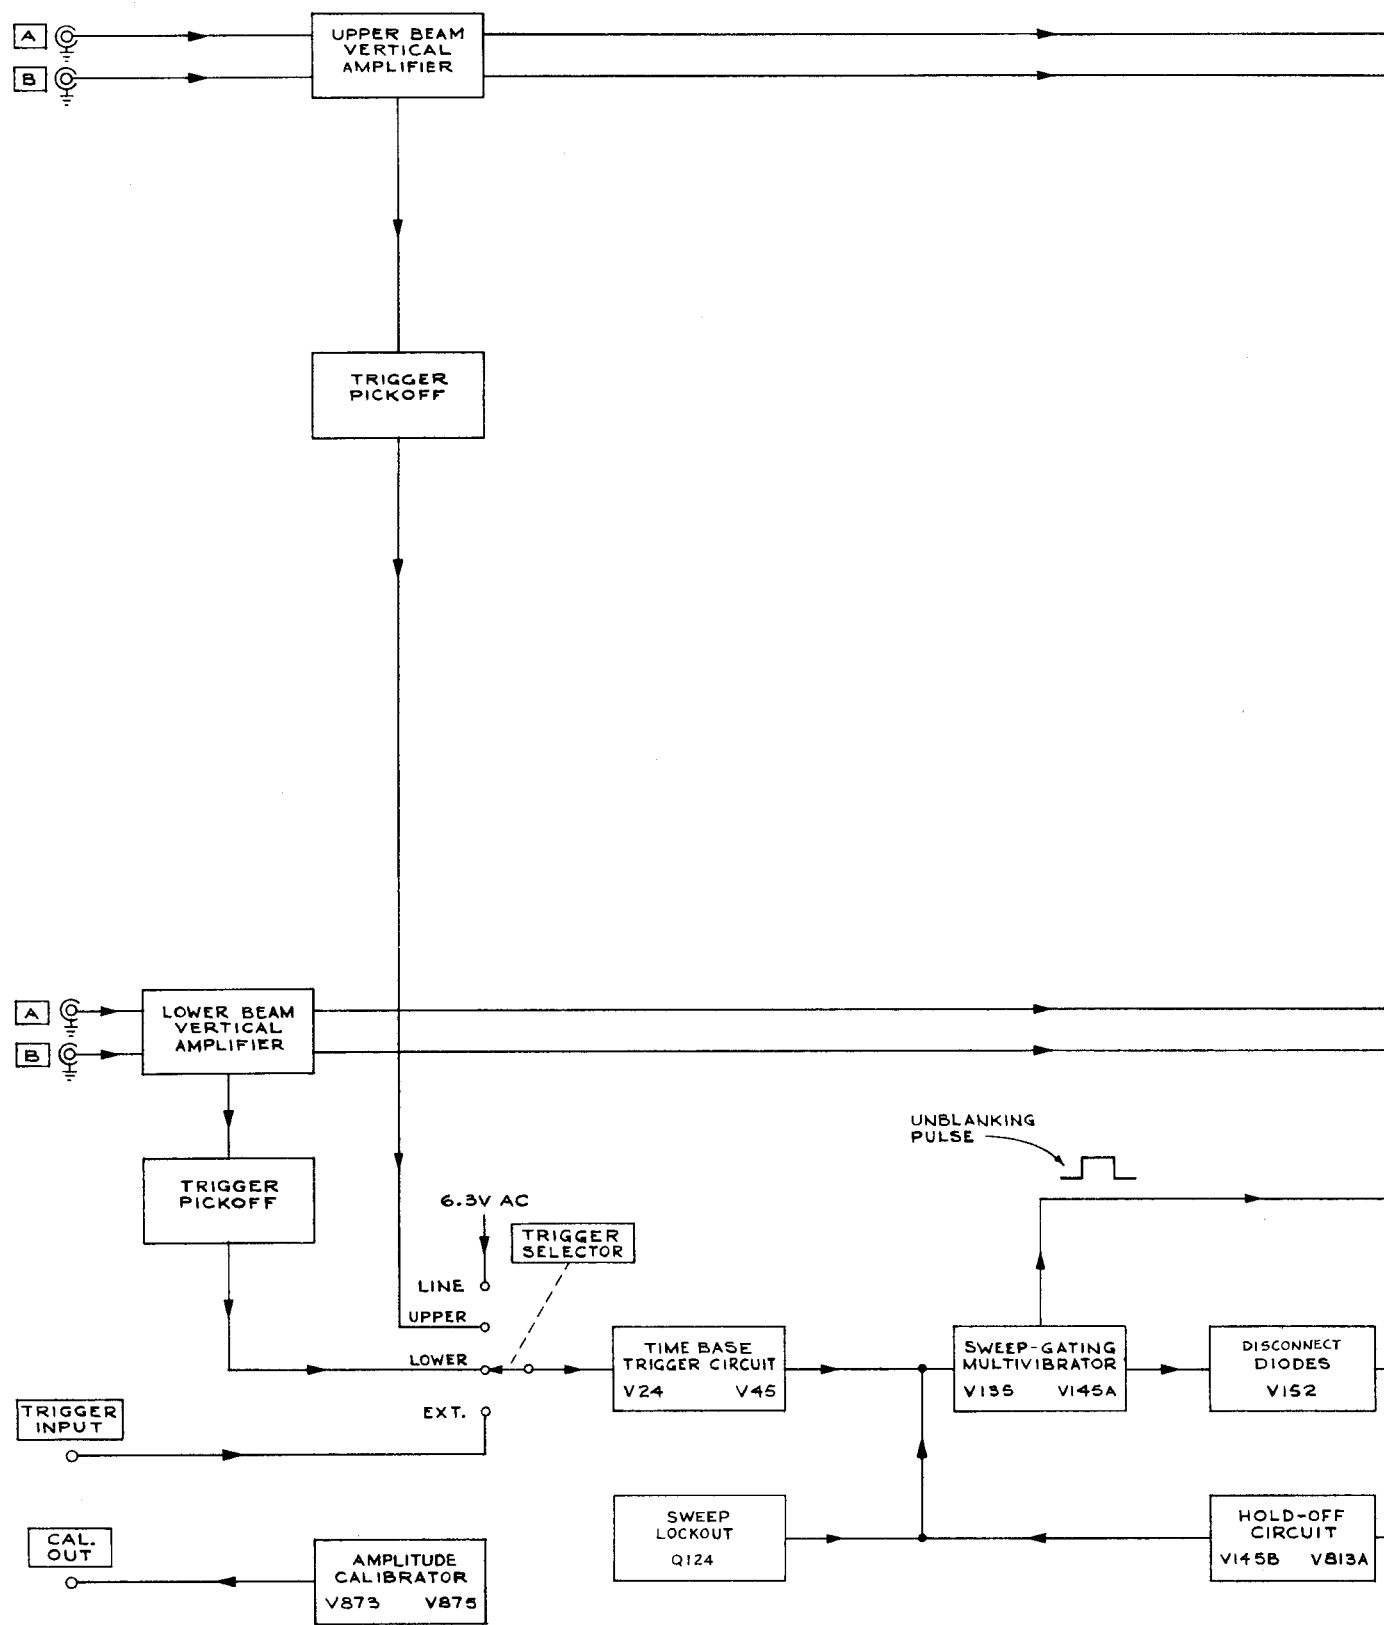 A
B
UPPER BEAM
VERTICAL
AMPLIFIER
TRIGGER
PICKOFF
A
B
LOWER BEAM
VERTICAL
AMPLIFIER
TRIGGER
PICKOFF
UNBLANKING
PULSE
6.3V AC
TRIGGER
SELECTOR
LINE
UPPER
LOWER
EXT.
TRIGGER
INPUT
TIME BASE
TRIGGER CIRCUIT
V24 V45
SWEEP-GATING
MULTIVIBRATOR
V135 V145A
DISCONNECT
DIODES
V152
SWEEP
LOCKOUT
Q124
HOLD-OFF
CIRCUIT
V145B V813A
CAL.
OUT
AMPLITUDE
CALIBRATOR
V873 V875